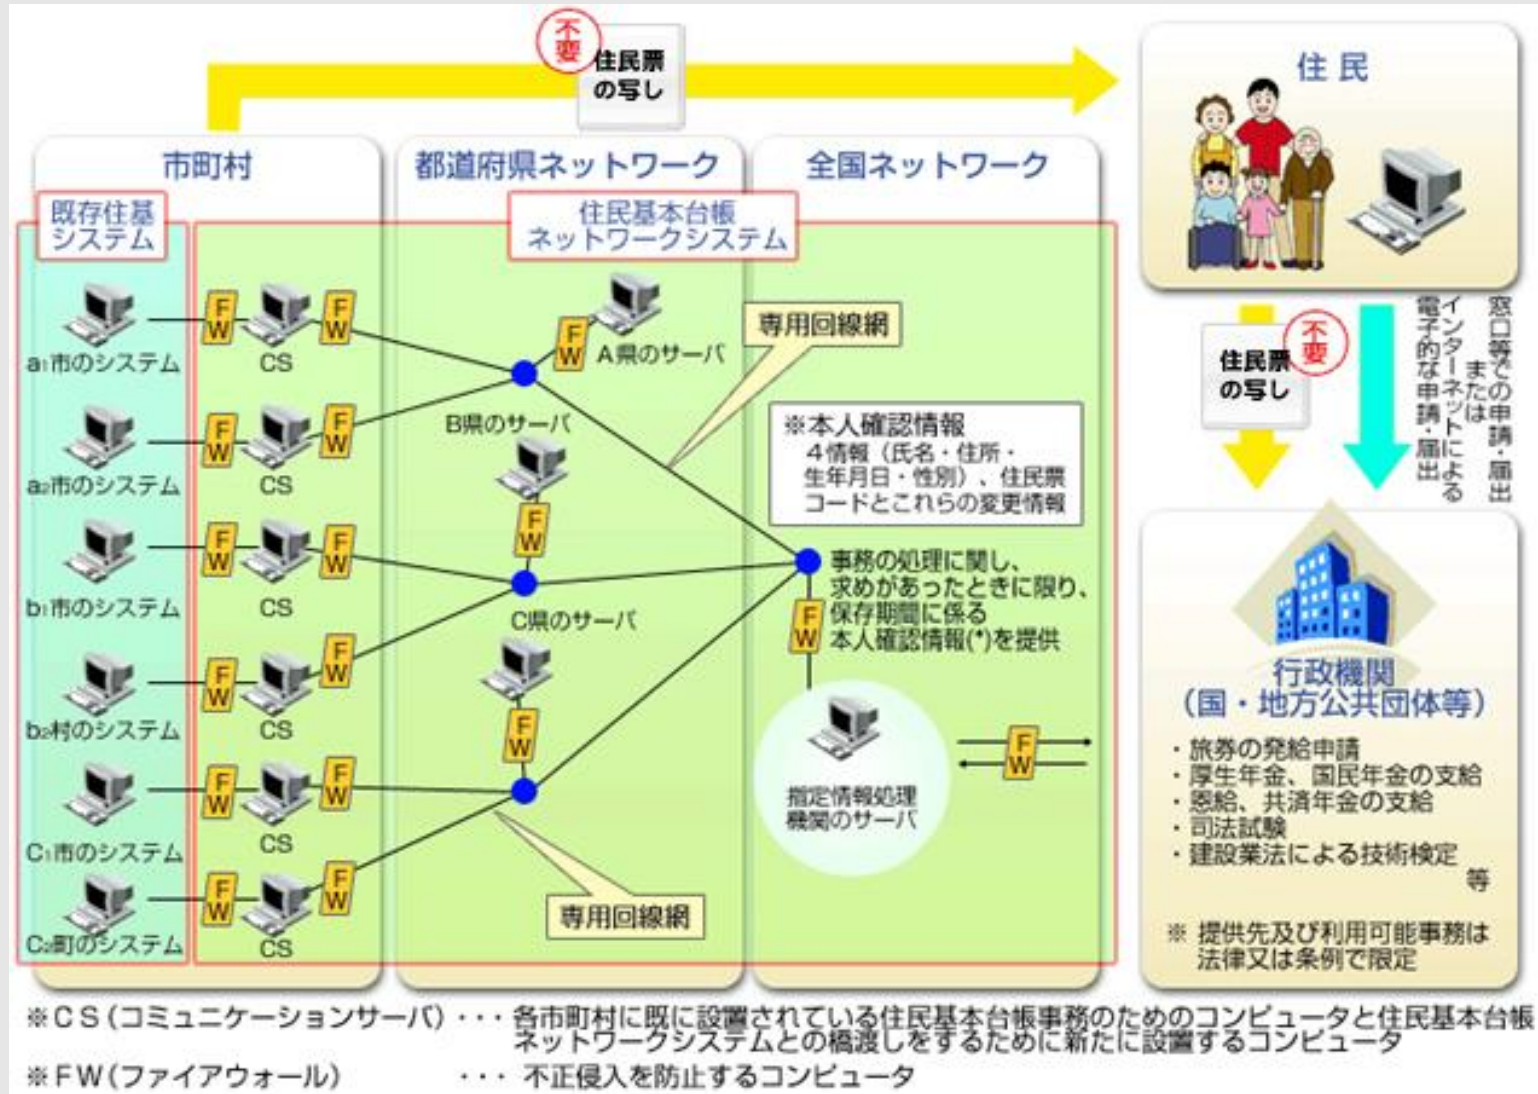 不要
住民票
の写し
市町村
都道府県ネットワーク
全国ネットワーク
既存住基
システム
住民基本台帳
ネットワークシステム
a₁市のシステム
FW
CS
FW
a₂市のシステム
FW
CS
FW
b₁市のシステム
FW
CS
FW
b₂村のシステム
FW
CS
FW
C₁市のシステム
FW
CS
FW
C₂町のシステム
FW
CS
FW
FW
A県のサーバ
B県のサーバ
FW
C県のサーバ
FW
専用回線網
専用回線網
※本人確認情報
4情報（氏名・住所・
生年月日・性別）、住民票
コードとこれらの変更情報
事務の処理に関し、
求めがあったときに限り、
保存期間に係る
本人確認情報(*)を提供
FW
指定情報処理
機関のサーバ
FW
住民
不要
住民票
の写し
窓口等での申請・届出
または
インターネットによる
電子的な申請・届出
行政機関
（国・地方公共団体等）
・旅券の発給申請
・厚生年金、国民年金の支給
・恩給、共済年金の支給
・司法試験
・建設業法による技術検定
等
※ 提供先及び利用可能事務は
法律又は条例で限定
※CS(コミュニケーションサーバ)・・・各市町村に既に設置されている住民基本台帳事務のためのコンピュータと住民基本台帳
ネットワークシステムとの橋渡しをするために新たに設置するコンピュータ
※FW(ファイアウォール) ・・・不正侵入を防止するコンピュータ